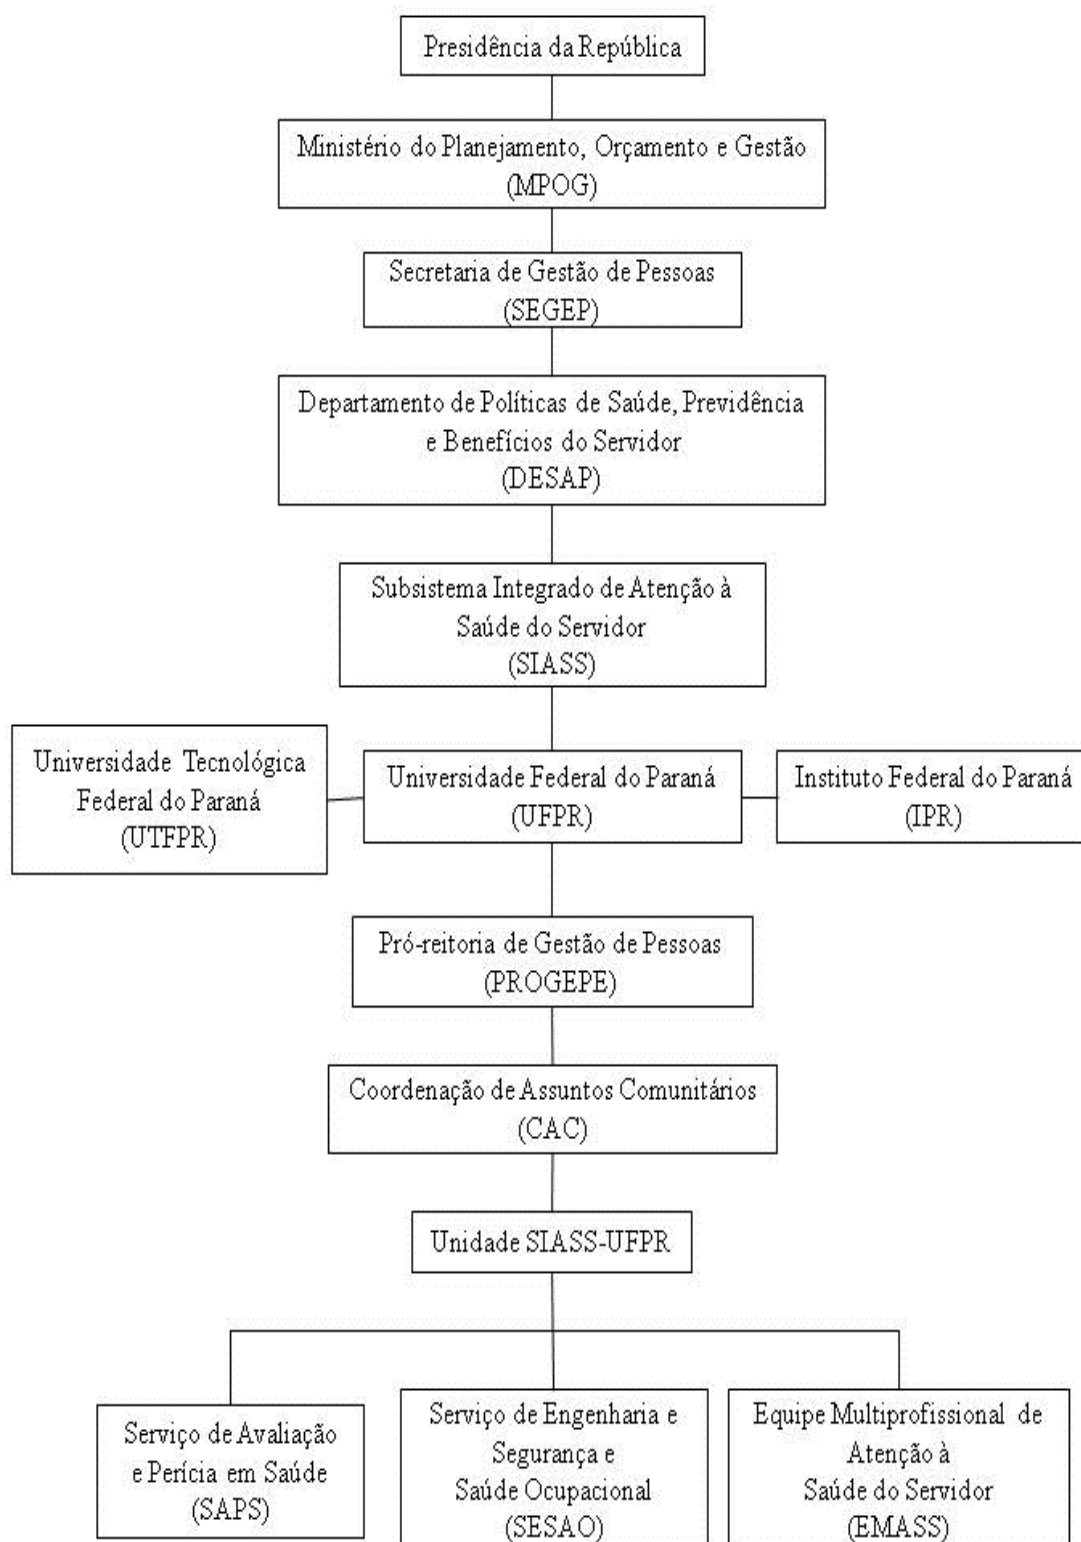 Presidência da República
Ministério do Planejamento, Orçamento e Gestão
(MPOG)
Secretaria de Gestão de Pessoas
(SEGEP)
Departamento de Políticas de Saúde, Previdência
e Benefícios do Servidor
(DESAP)
Subsistema Integrado de Atenção à
Saúde do Servidor
(SIASS)
Universidade Tecnológica
Federal do Paraná
(UTFPR)
Universidade Federal do Paraná
(UFPR)
Instituto Federal do Paraná
(IPR)
Pró-reitoria de Gestão de Pessoas
(PROGEPE)
Coordenação de Assuntos Comunitários
(CAC)
Unidade SIASS-UFPR
Serviço de Avaliação
e Perícia em Saúde
(SAPS)
Serviço de Engenharia e
Segurança e
Saúde Ocupacional
(SESAO)
Equipe Multiprofissional de
Atenção à
Saúde do Servidor
(EMASS)